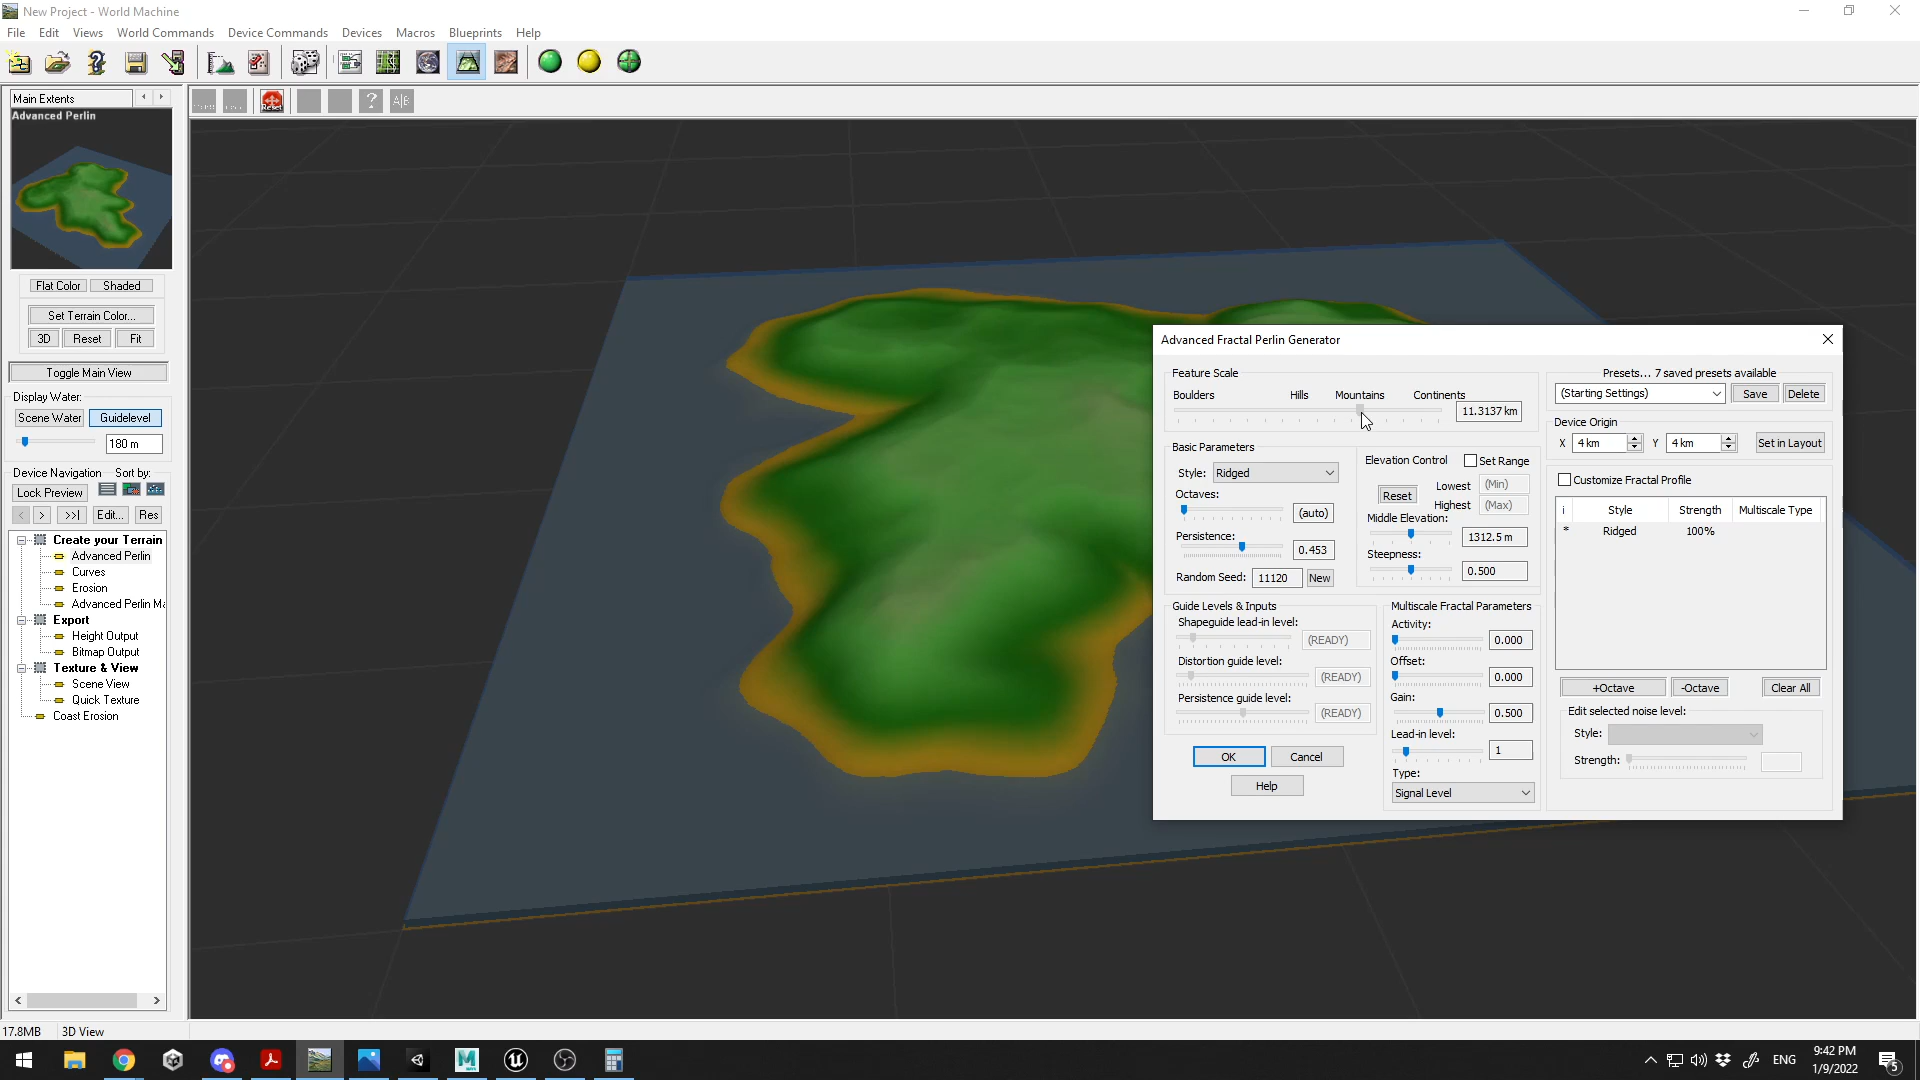 New Project - World Machine
File Edit Views World Commands Device Commands Devices Macros Blueprints Help
Main Extents
Reset
?
A|B
Advanced Perlin
Flat Color Shaded
Set Terrain Color...
3D Reset Fit
Toggle Main View
Display Water:
Scene Water Guidelevel
180 m
Device Navigation Sort by:
Lock Preview
< > >>| Edit... Res
Create your Terrain
Advanced Perlin
Curves
Erosion
Advanced Perlin Ma
Export
Height Output
Bitmap Output
Texture & View
Scene View
Quick Texture
Coast Erosion
Advanced Fractal Perlin Generator
Feature Scale
Boulders Hills Mountains Continents
11.3137 km
Basic Parameters
Style: Ridged
Octaves:
(auto)
Persistence:
0.453
Random Seed: 11120 New
Elevation Control Set Range
Lowest (Min)
Reset
Highest (Max)
Middle Elevation:
1312.5 m
Steepness:
0.500
Guide Levels & Inputs
Shapeguide lead-in level:
(READY)
Distortion guide level:
(READY)
Persistence guide level:
(READY)
OK Cancel
Help
Multiscale Fractal Parameters
Activity:
0.000
Offset:
0.000
Gain:
0.500
Lead-in level:
1
Type:
Signal Level
Presets... 7 saved presets available
(Starting Settings) Save Delete
Device Origin
X 4 km Y 4 km Set in Layout
Customize Fractal Profile
i Style Strength Multiscale Type
* Ridged 100%
+Octave -Octave Clear All
Edit selected noise level:
Style:
Strength:
17.8MB 3D View
ENG
9:42 PM
1/9/2022
5